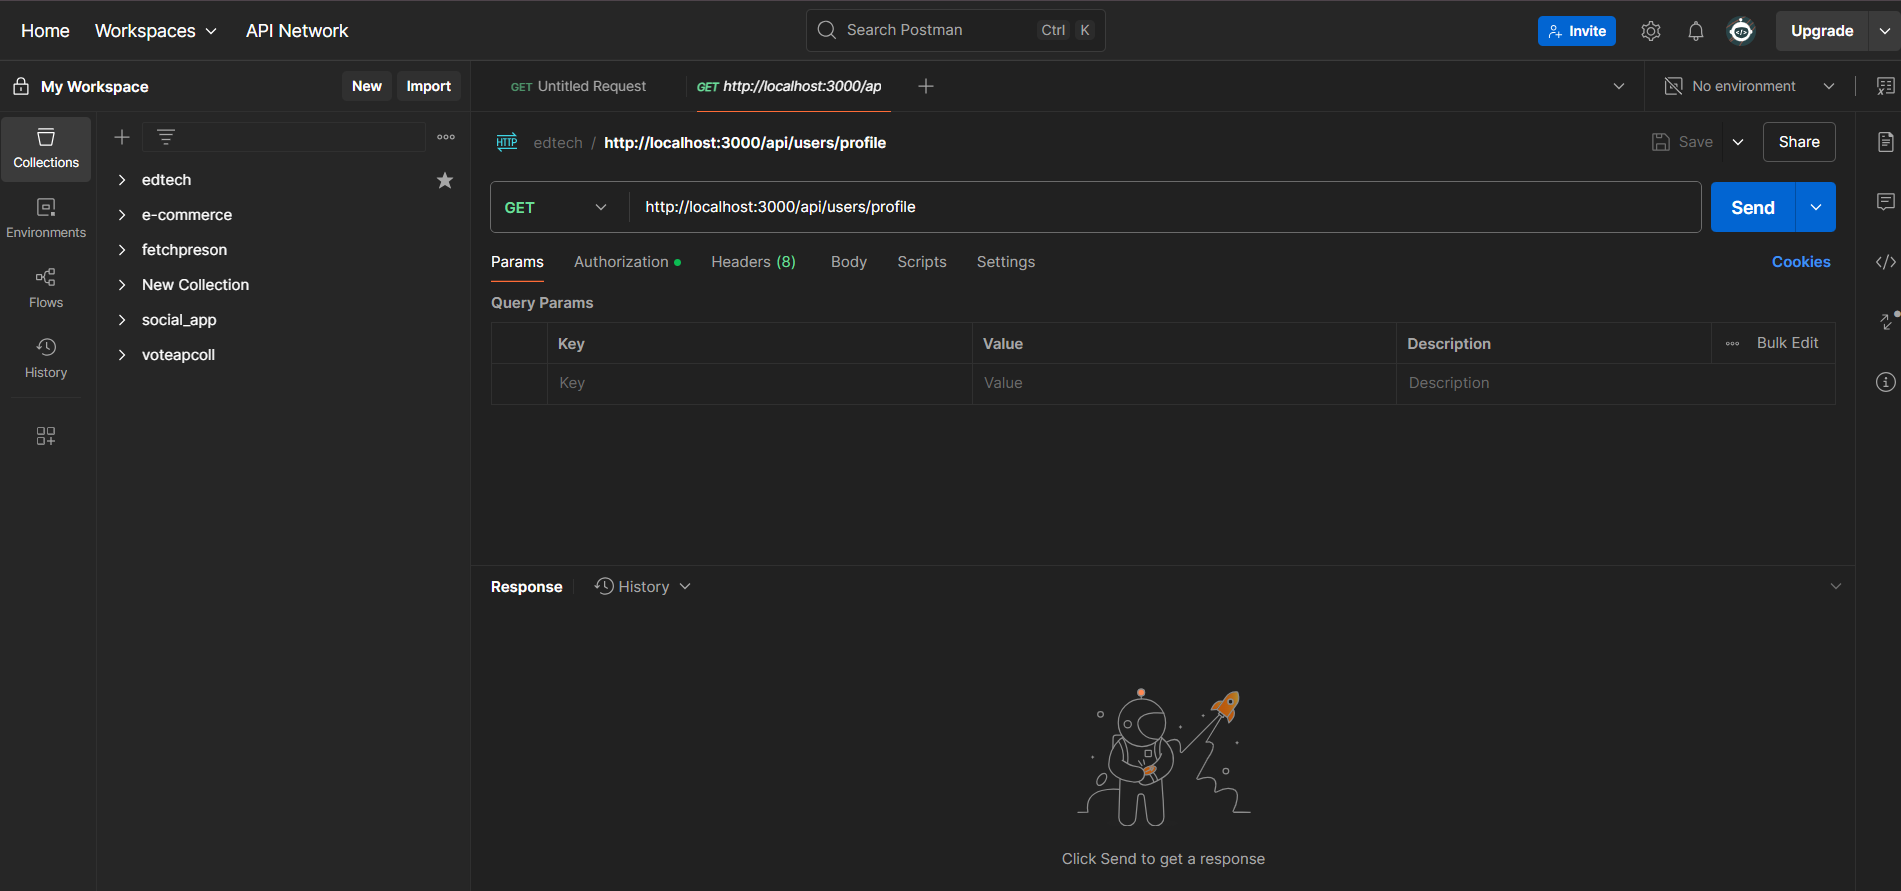 Home Workspaces API Network Search Postman Ctrl K Invite Upgrade
My Workspace New Import GET Untitled Request GET http://localhost:3000/ap No environment
Collections
Environments
Flows
History
edtech
e-commerce
fetchpreson
New Collection
social_app
voteapcoll
HTTP edtech / http://localhost:3000/api/users/profile Save Share
GET http://localhost:3000/api/users/profile Send
Params Authorization Headers (8) Body Scripts Settings Cookies
Query Params
Key Value Description Bulk Edit
Key Value Description
Response History
Click Send to get a response